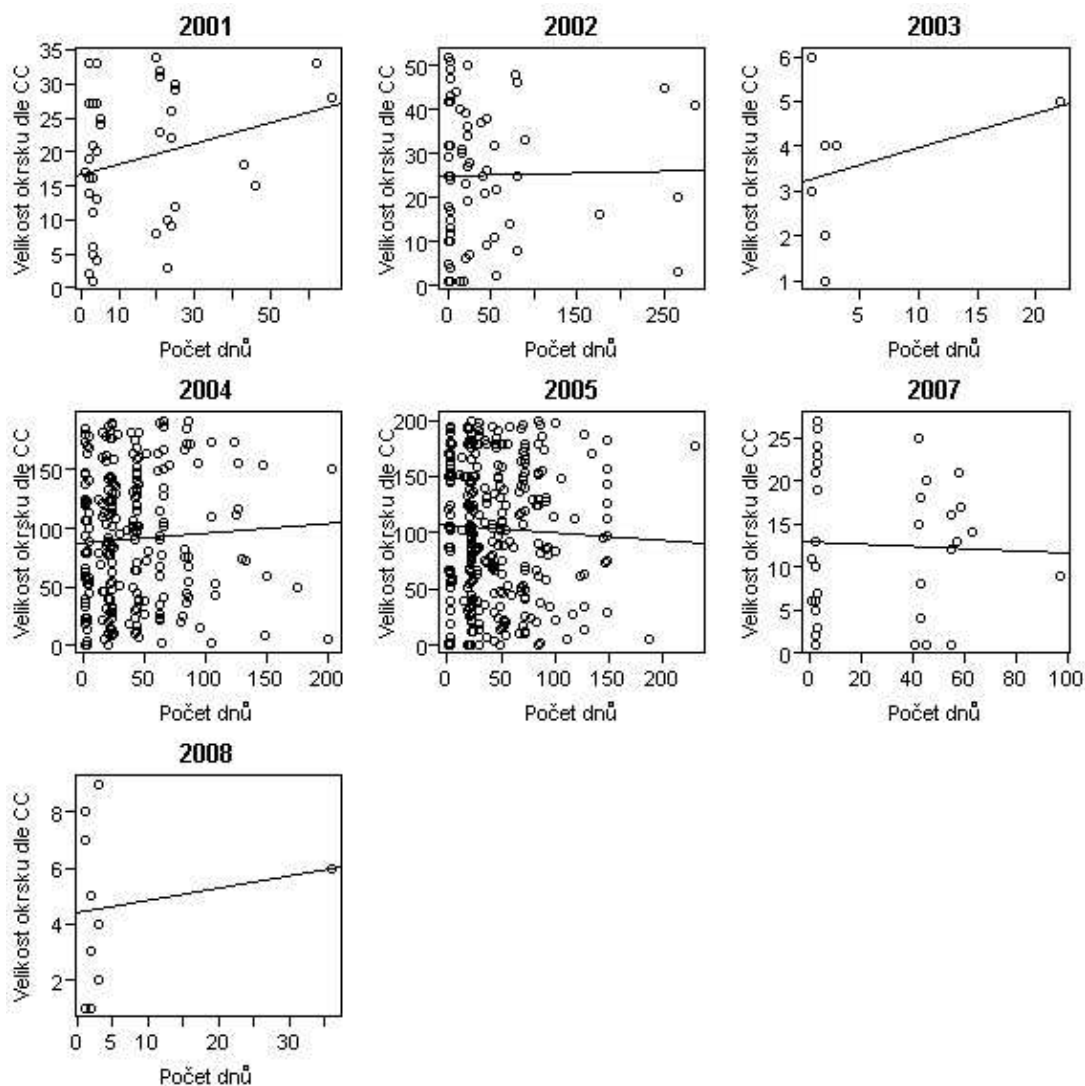 2001
35
30
25
20
15
10
5
0
0 10 30 50
Velikost okrsku dle CC
Počet dnů
2002
50
40
30
20
10
0
0 50 150 250
Velikost okrsku dle CC
Počet dnů
2003
6
5
4
3
2
1
5 10 15 20
Velikost okrsku dle CC
Počet dnů
2004
150
100
50
0
0 50 100 150 200
Velikost okrsku dle CC
Počet dnů
2005
200
150
100
50
0
0 50 100 150 200
Velikost okrsku dle CC
Počet dnů
2007
25
20
15
10
5
0
0 20 40 60 80 100
Velikost okrsku dle CC
Počet dnů
2008
8
6
4
2
0 5 15 25 35
Velikost okrsku dle CC
Počet dnů